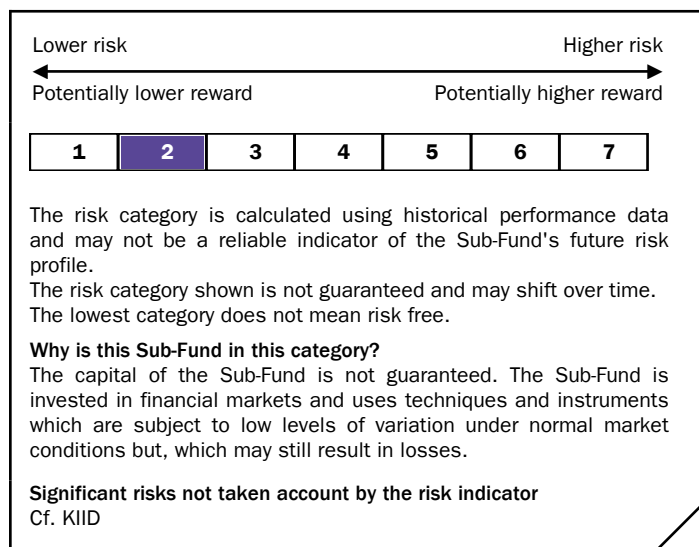 Lower risk Higher risk
Potentially lower reward Potentially higher reward
1 2 3 4 5 6 7
The risk category is calculated using historical performance data
and may not be a reliable indicator of the Sub-Fund's future risk
profile.
The risk category shown is not guaranteed and may shift over time.
The lowest category does not mean risk free.
Why is this Sub-Fund in this category?
The capital of the Sub-Fund is not guaranteed. The Sub-Fund is
invested in financial markets and uses techniques and instruments
which are subject to low levels of variation under normal market
conditions but, which may still result in losses.
Significant risks not taken account by the risk indicator
Cf. KIID